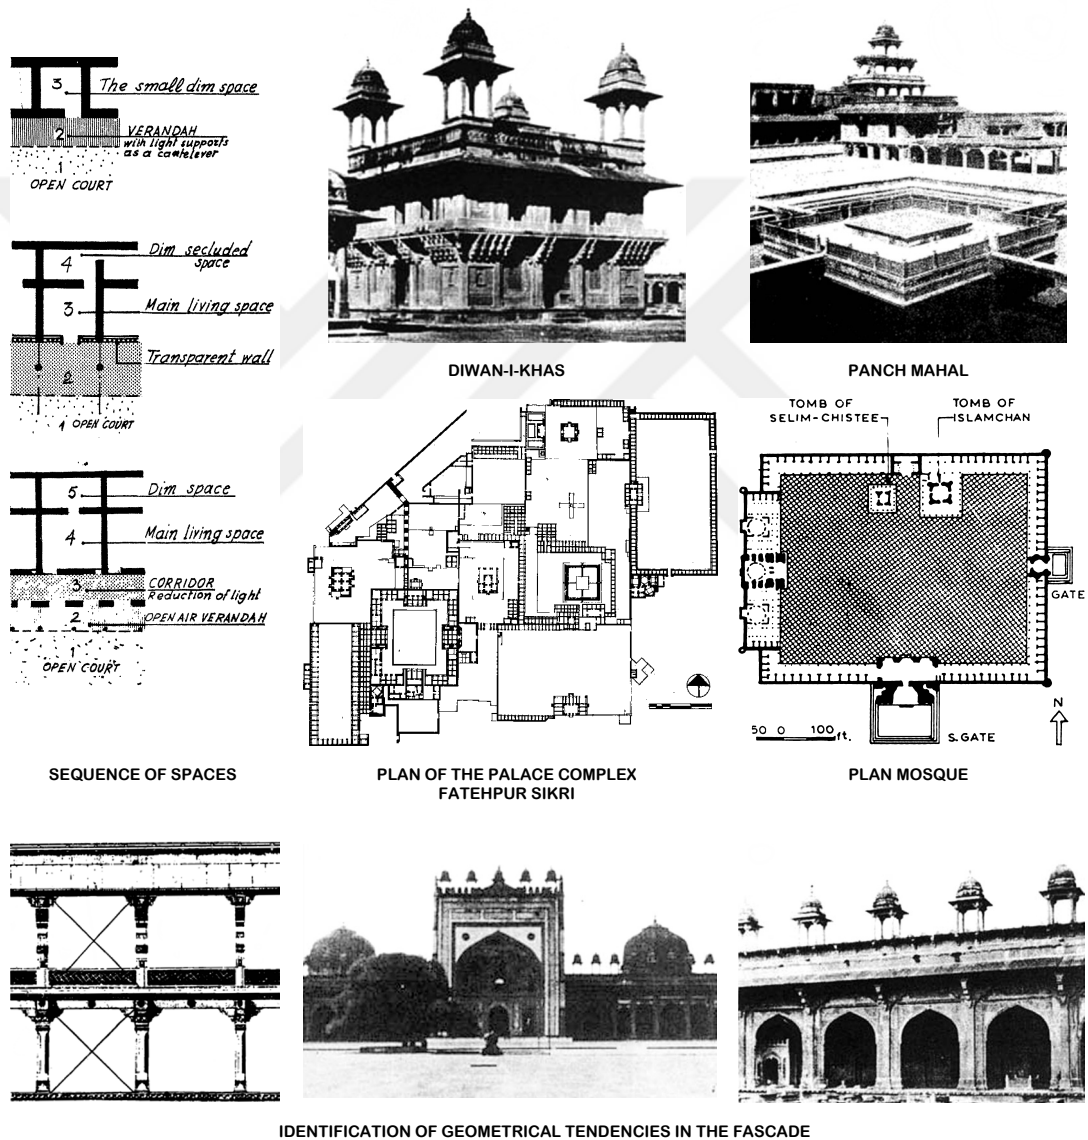 3 The small dim space
2 VERANDAH
with light supports
as a cantelever
1
OPEN COURT
4 Dim secluded
space
3 Main living space
Transparent wall
2
1 OPEN COURT
5 Dim space
4 Main living space
3 CORRIDOR
Reduction of light
2 OPEN AIR VERANDAH
1
OPEN COURT
SEQUENCE OF SPACES
DIWAN-I-KHAS
PANCH MAHAL
PLAN OF THE PALACE COMPLEX
FATEHPUR SIKRI
TOMB OF
SELIM-CHISTEE
TOMB OF
ISLAMCHAN
GATE
50 0 100 ft.
S. GATE
N
PLAN MOSQUE
IDENTIFICATION OF GEOMETRICAL TENDENCIES IN THE FASCADE